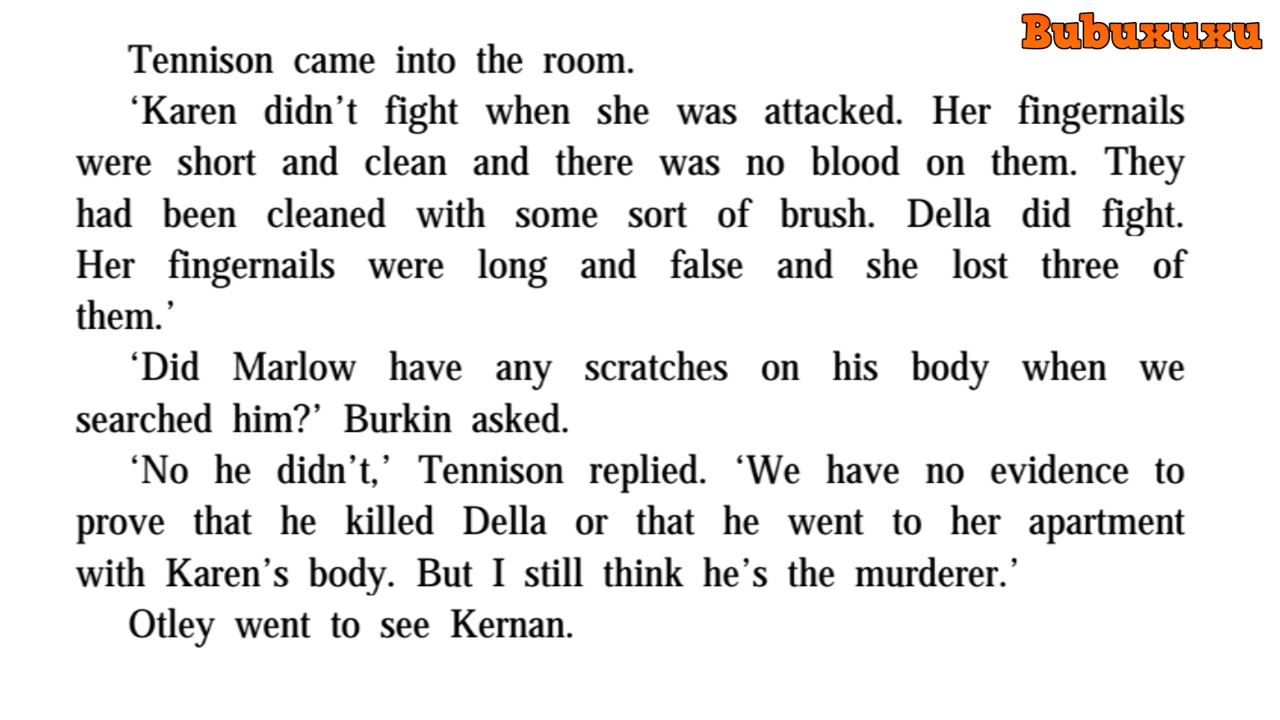 Bubuxuxu
Tennison came into the room.
‘Karen didn’t fight when she was attacked. Her fingernails
were short and clean and there was no blood on them. They
had been cleaned with some sort of brush. Della did fight.
Her fingernails were long and false and she lost three of
them.’
‘Did Marlow have any scratches on his body when we
searched him?’ Burkin asked.
‘No he didn’t,’ Tennison replied. ‘We have no evidence to
prove that he killed Della or that he went to her apartment
with Karen’s body. But I still think he’s the murderer.’
Otley went to see Kernan.